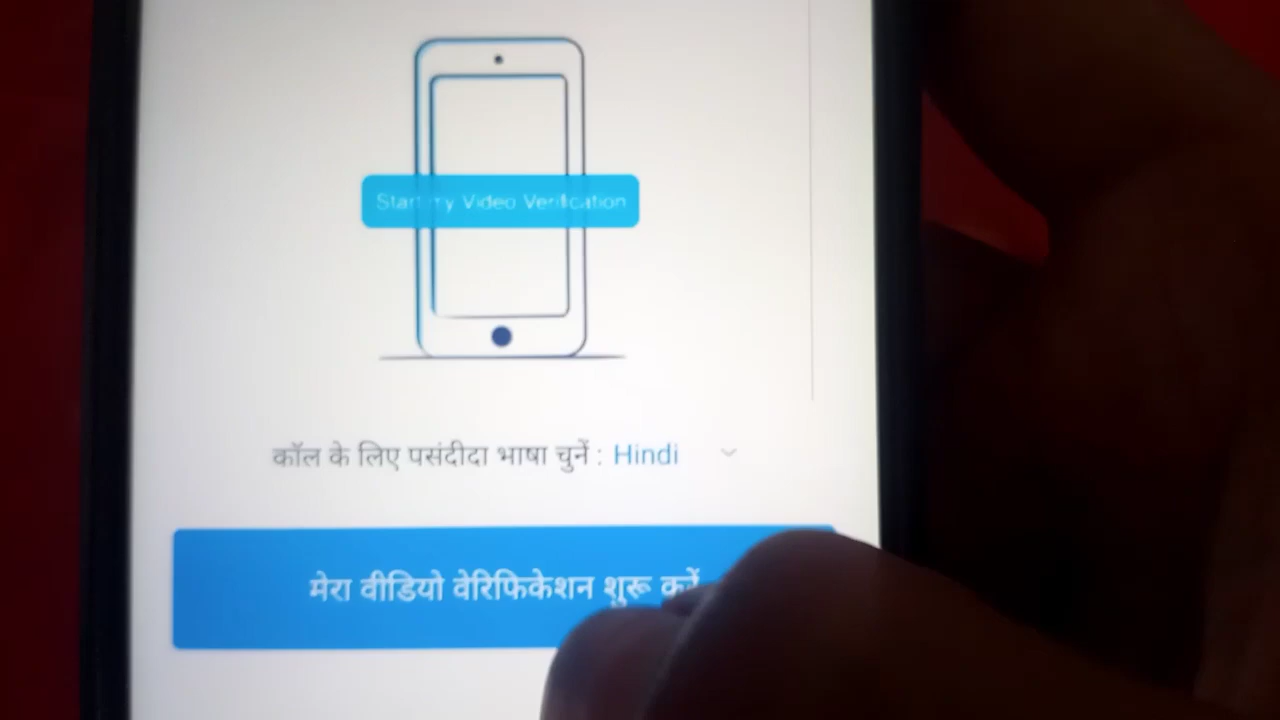 Start my Video Verification
कॉल के लिए पसंदीदा भाषा चुनें : Hindi
मेरा वीडियो वेरिफिकेशन शुरू करें